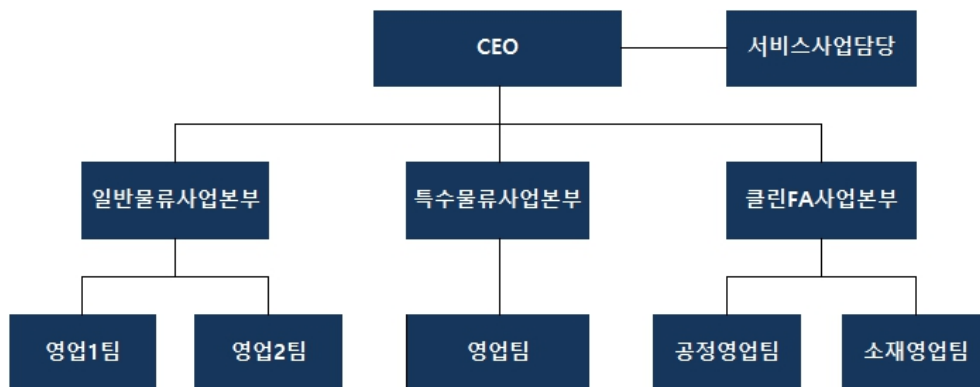 CEO
서비스사업담당
일반물류사업본부
특수물류사업본부
클린FA사업본부
영업1팀
영업2팀
영업팀
공정영업팀
소재영업팀